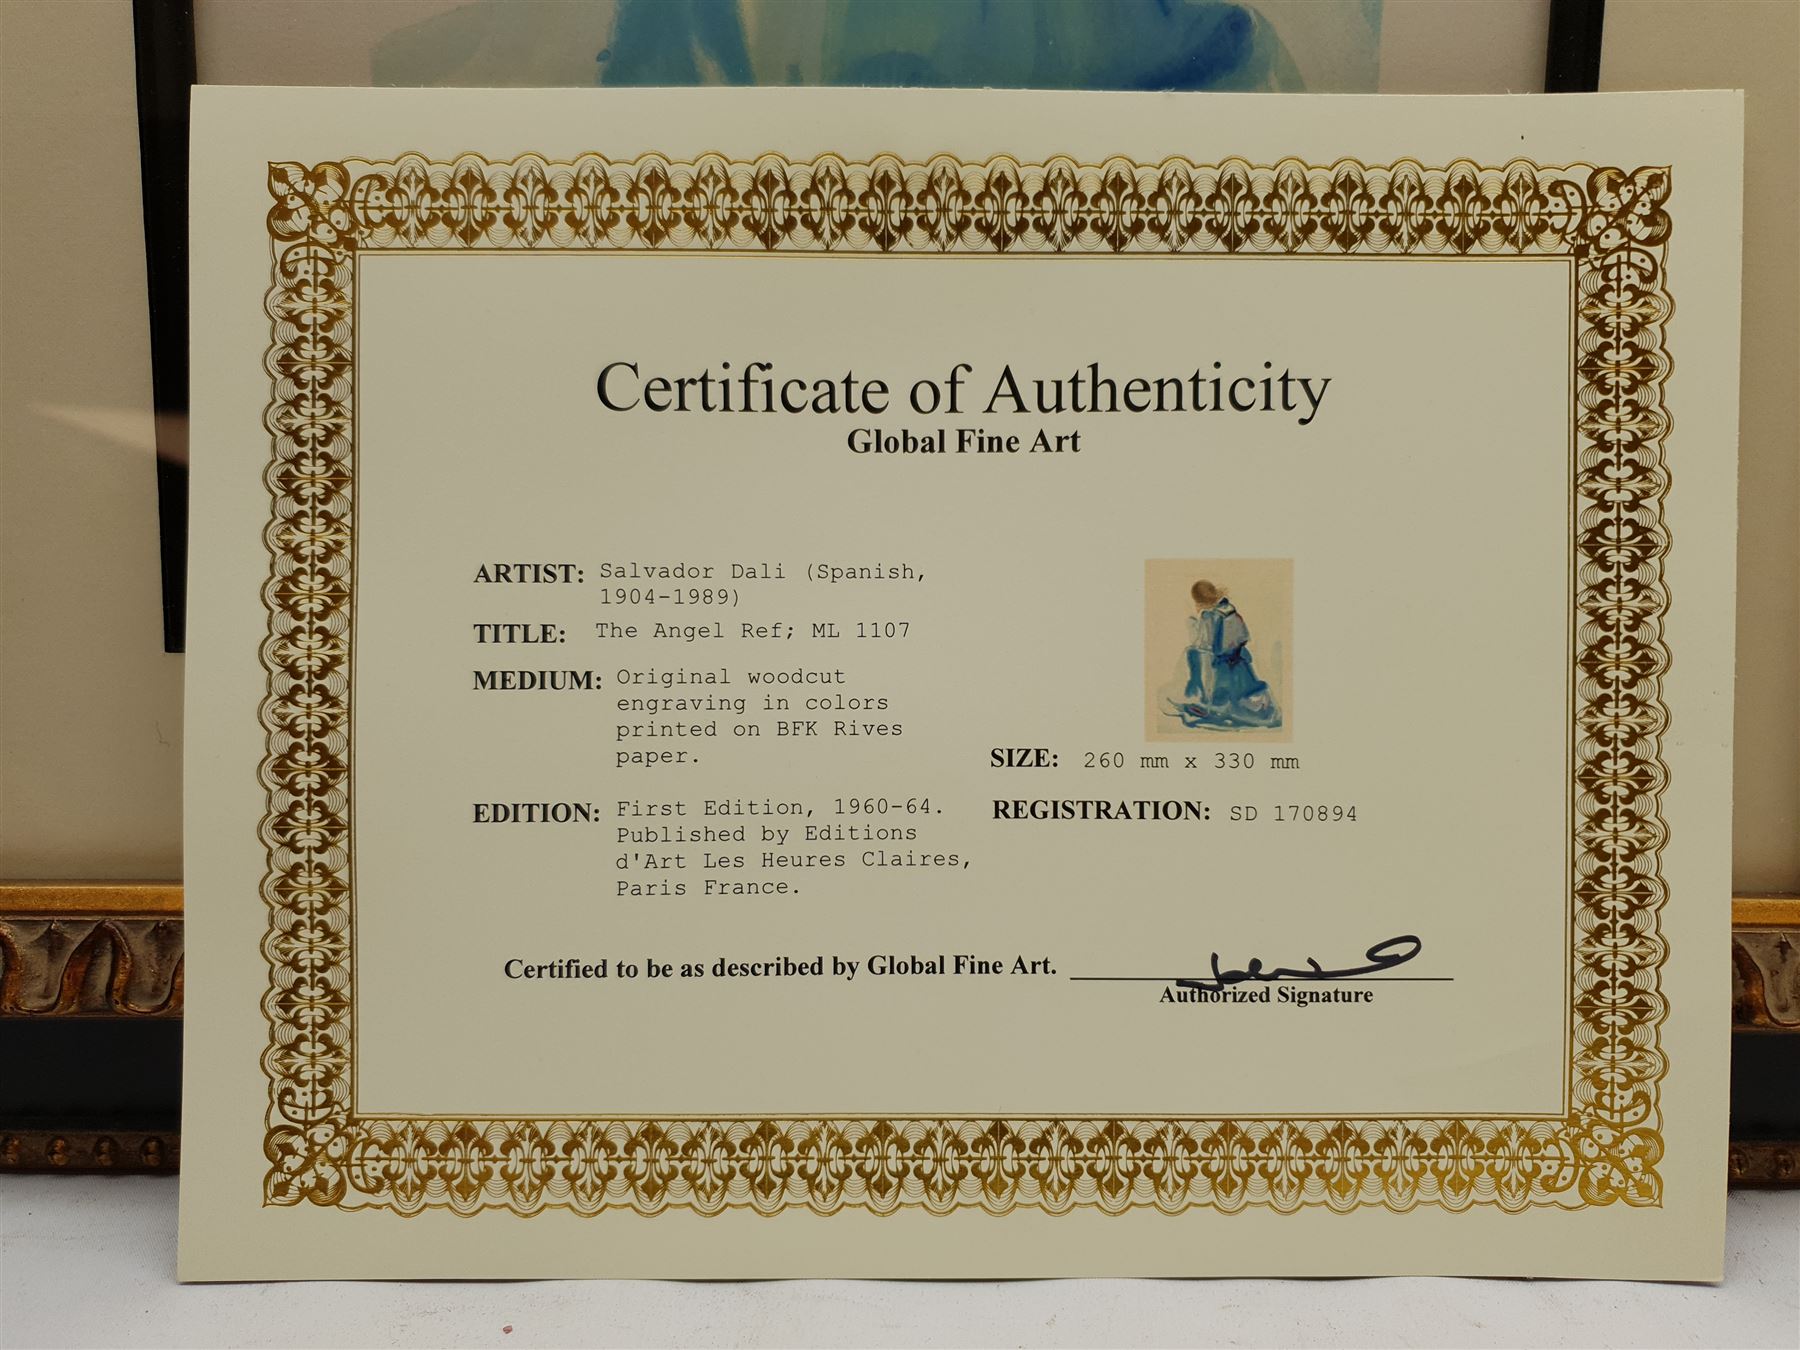 Certificate of Authenticity
Global Fine Art
ARTIST: Salvador Dali (Spanish,
1904-1989)
TITLE: The Angel Ref; ML 1107
MEDIUM: Original woodcut
engraving in colors
printed on BFK Rives
paper.
SIZE: 260 mm x 330 mm
EDITION: First Edition, 1960-64.
Published by Editions
d'Art Les Heures Claires,
Paris France.
REGISTRATION: SD 170894
Certified to be as described by Global Fine Art.
Authorized Signature